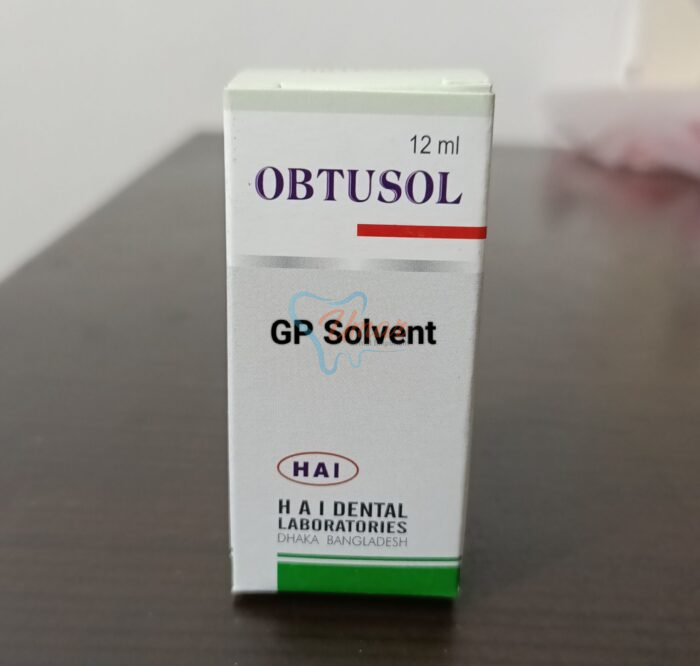 12 ml
OBTUSOL
GP Solvent
HAI
H A I DENTAL
LABORATORIES
DHAKA BANGLADESH